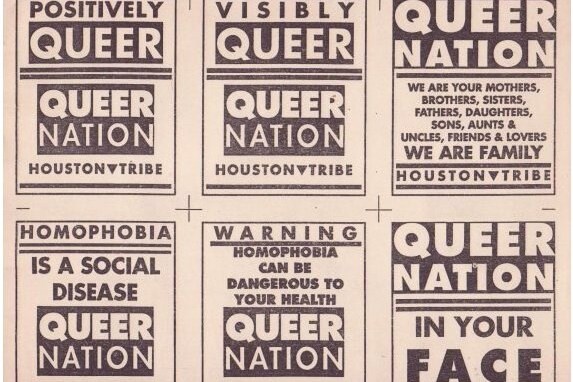 POSITIVELY
QUEER
QUEER
NATION
HOUSTON▼TRIBE
VISIBLY
QUEER
QUEER
NATION
HOUSTON▼TRIBE
QUEER
NATION
WE ARE YOUR MOTHERS,
BROTHERS, SISTERS,
FATHERS, DAUGHTERS,
SONS, AUNTS &
UNCLES, FRIENDS & LOVERS
WE ARE FAMILY
HOUSTON▼TRIBE
HOMOPHOBIA
IS A SOCIAL
DISEASE
QUEER
NATION
WARNING
HOMOPHOBIA
CAN BE
DANGEROUS TO
YOUR HEALTH
QUEER
NATION
QUEER
NATION
IN YOUR
FACE